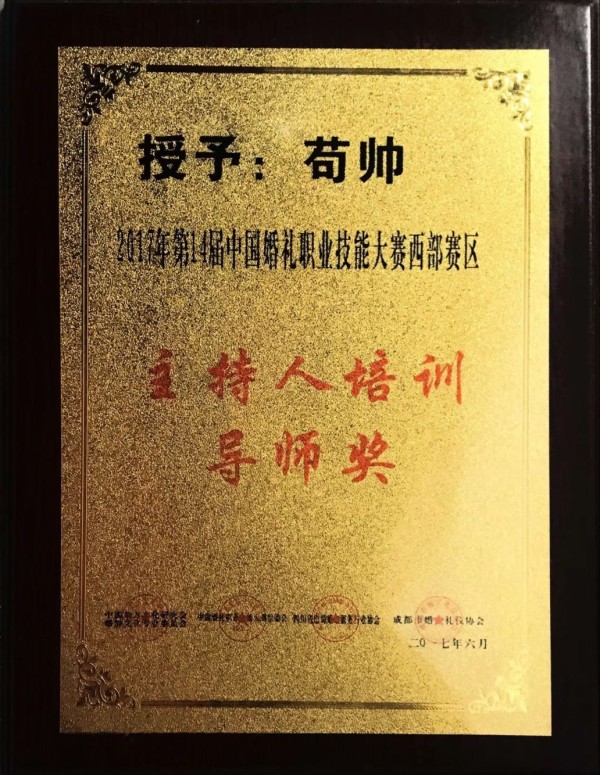 授予：苟帅
2017年第14届中国婚礼职业技能大赛西部赛区
主持人培训
导师奖
成都市婚 礼仪协会
二〇一七年六月